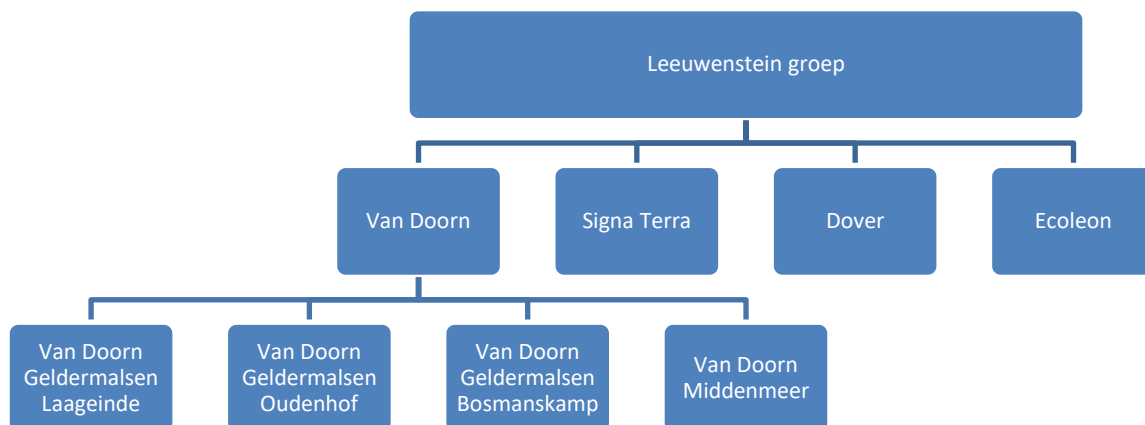 Leeuwenstein groep
Van Doorn
Signa Terra
Dover
Ecoleon
Van Doorn
Geldermalsen
Laageinde
Van Doorn
Geldermalsen
Oudenhof
Van Doorn
Geldermalsen
Bosmanskamp
Van Doorn
Middenmeer